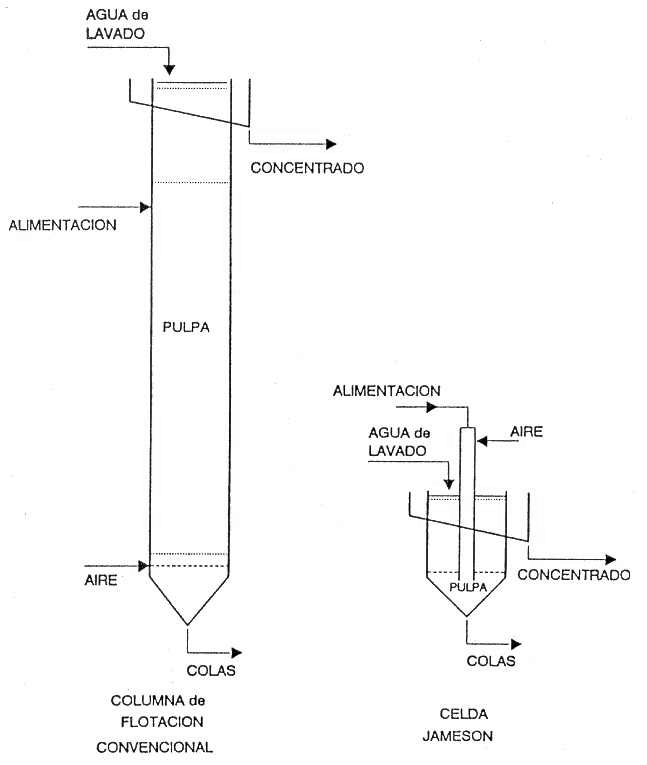 AGUA de
LAVADO
CONCENTRADO
ALIMENTACION
PULPA
AIRE
COLAS
COLUMNA de
FLOTACION
CONVENCIONAL
ALIMENTACION
AGUA de
LAVADO
AIRE
CONCENTRADO
PULPA
COLAS
CELDA
JAMESON